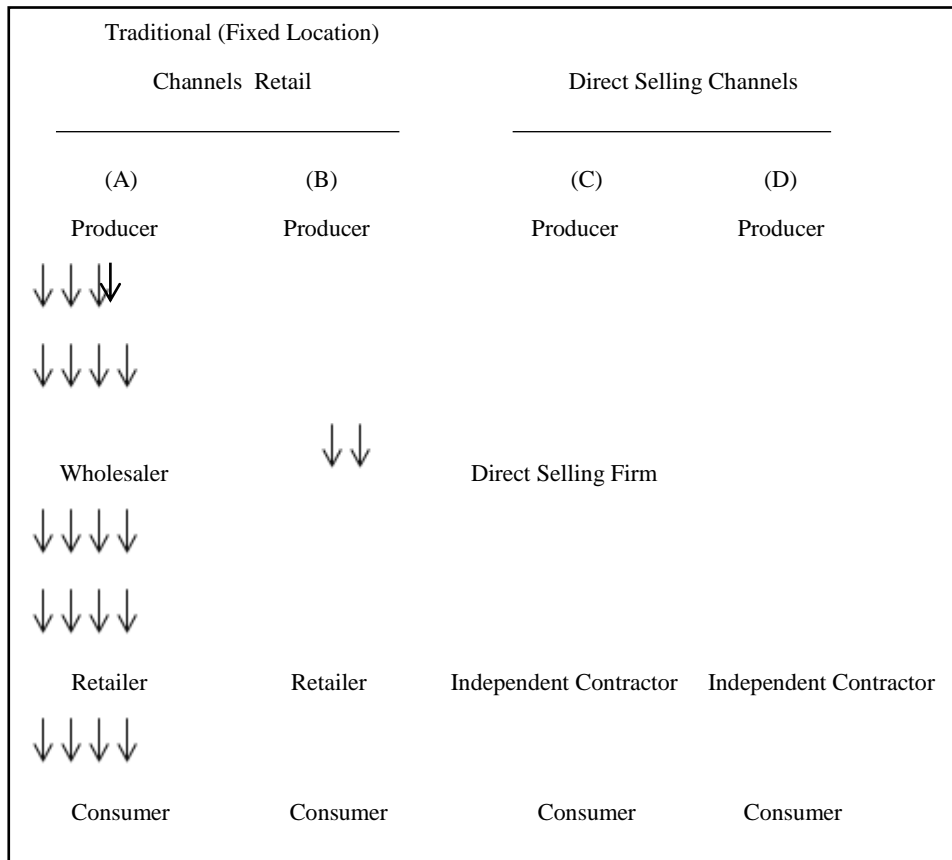 Traditional (Fixed Location)
Channels Retail Direct Selling Channels
(A) (B) (C) (D)
Producer Producer Producer Producer
Wholesaler Direct Selling Firm
Retailer Retailer Independent Contractor Independent Contractor
Consumer Consumer Consumer Consumer